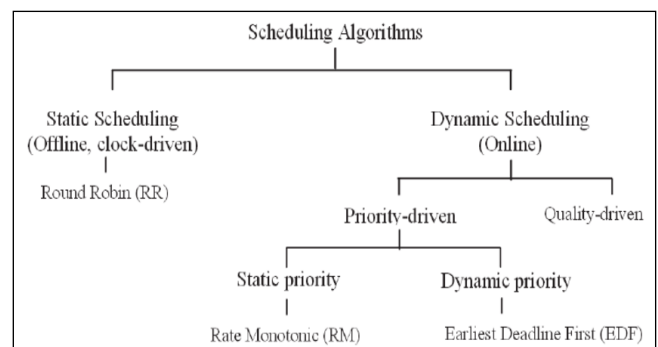 Scheduling Algorithms
Static Scheduling
(Offline, clock-driven)
Round Robin (RR)
Dynamic Scheduling
(Online)
Priority-driven
Quality-driven
Static priority
Dynamic priority
Rate Monotonic (RM)
Earliest Deadline First (EDF)